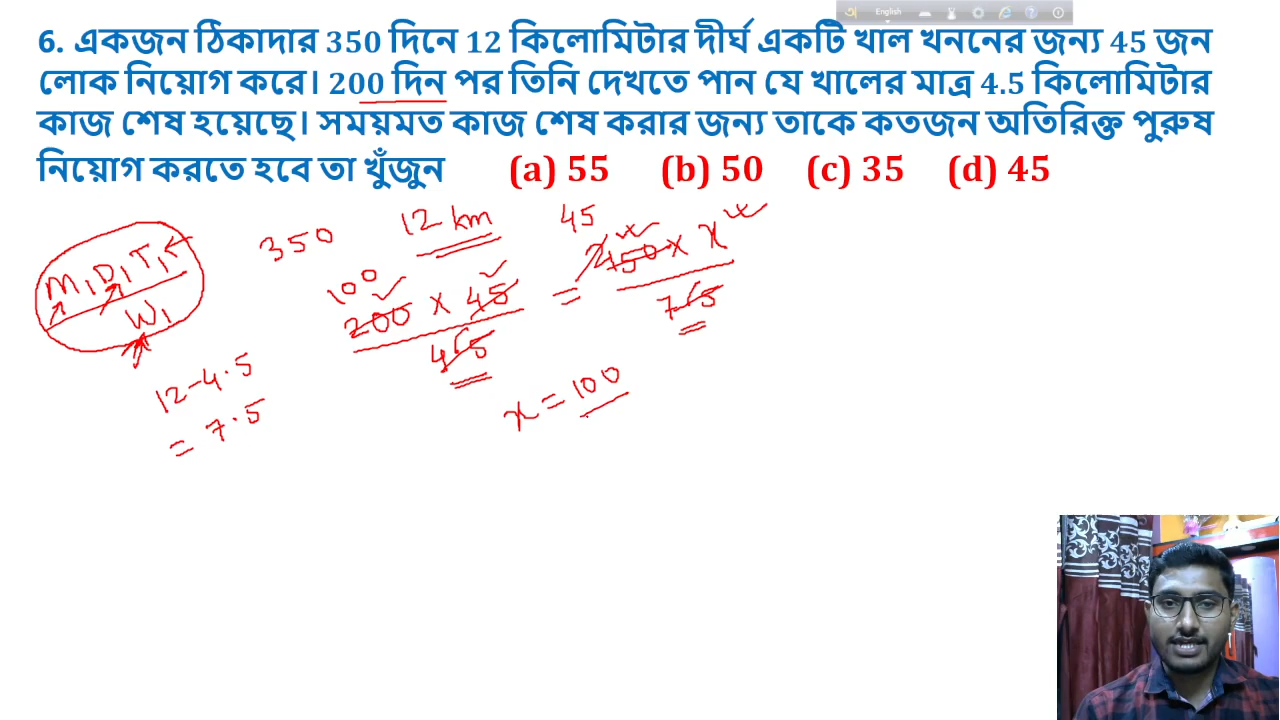 English
6. একজন ঠিকাদার 350 দিনে 12 কিলোমিটার দীর্ঘ একটি খাল খননের জন্য 45 জন
লোক নিয়োগ করে। 200 দিন পর তিনি দেখতে পান যে খালের মাত্র 4.5 কিলোমিটার
কাজ শেষ হয়েছে। সময়মত কাজ শেষ করার জন্য তাকে কতজন অতিরিক্ত পুরুষ
নিয়োগ করতে হবে তা খুঁজুন (a) 55 (b) 50 (c) 35 (d) 45
M₁D₁T₁
W₁
350
12 km
100
200 × 45
45
=
45
× x
75
12-4.5
= 7.5
x = 100